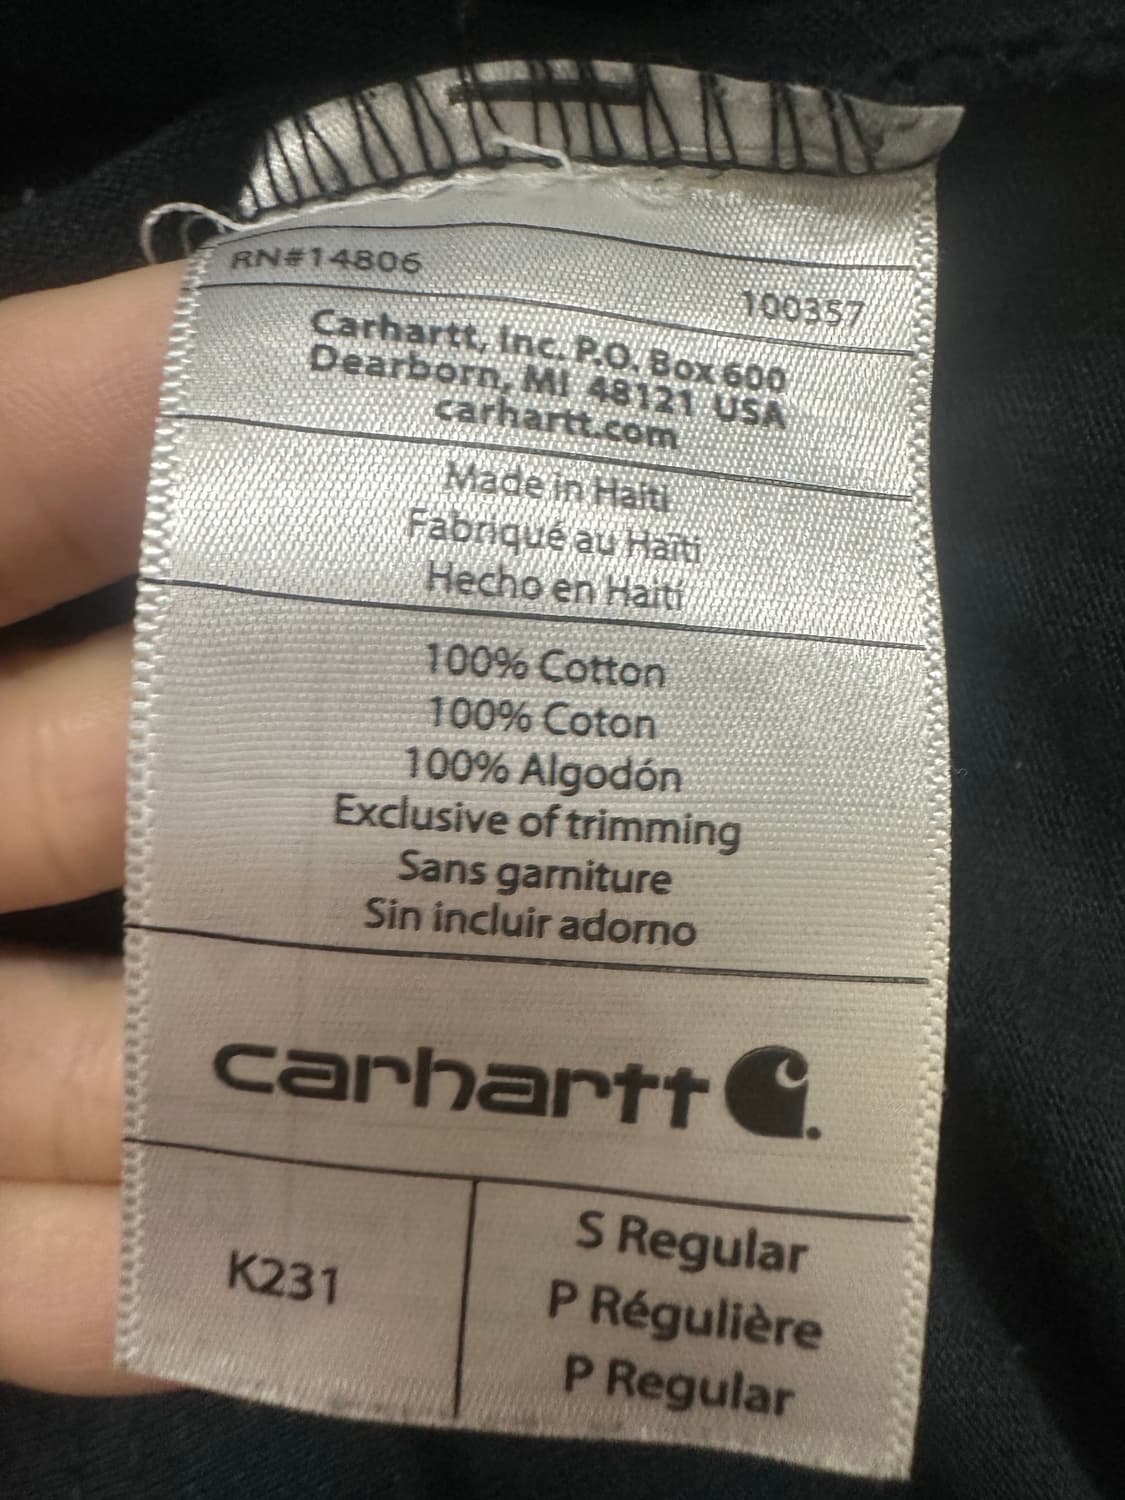 RN#14806
100357
Carhartt, Inc. P.O. Box 600
Dearborn, MI 48121 USA
carhartt.com
Made in Haiti
Fabriqué au Haïti
Hecho en Haití
100% Cotton
100% Coton
100% Algodón
Exclusive of trimming
Sans garniture
Sin incluir adorno
carhartt
K231
S Regular
P Régulière
P Regular